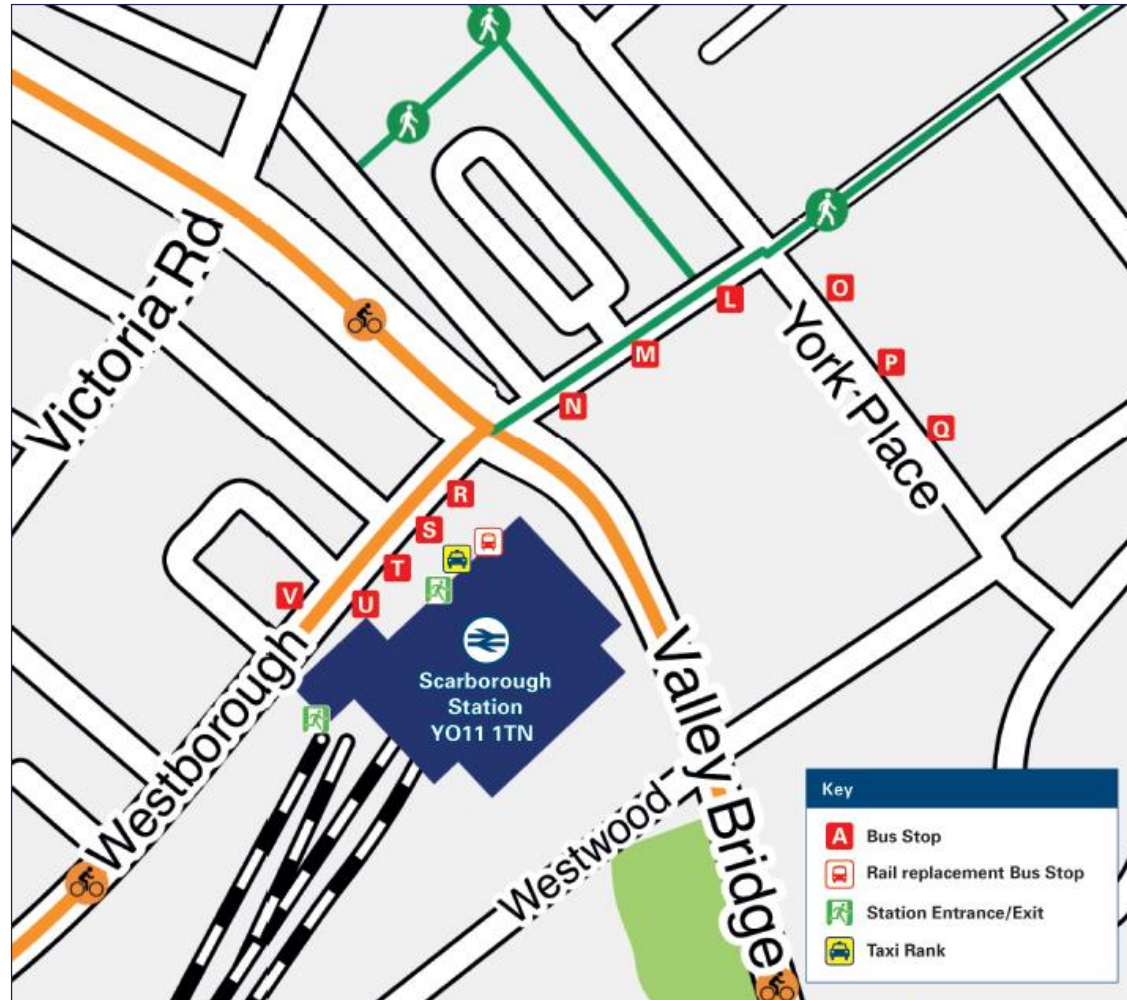 Victoria Rd
L
O
M
York Place
P
N
Q
R
S
T
V
U
Westborough
Scarborough
Station
YO11 1TN
Valley Bridge
Westwood
Key
A Bus Stop
Rail replacement Bus Stop
Station Entrance/Exit
Taxi Rank